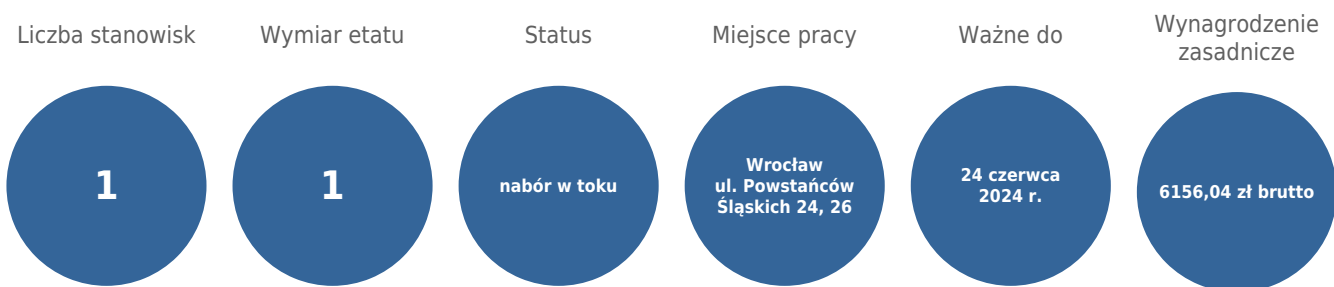 Liczba stanowisk
1
Wymiar etatu
1
Status
nabór w toku
Miejsce pracy
Wrocław
ul. Powstańców
Śląskich 24, 26
Ważne do
24 czerwca
2024 r.
Wynagrodzenie
zasadnicze
6156,04 zł brutto